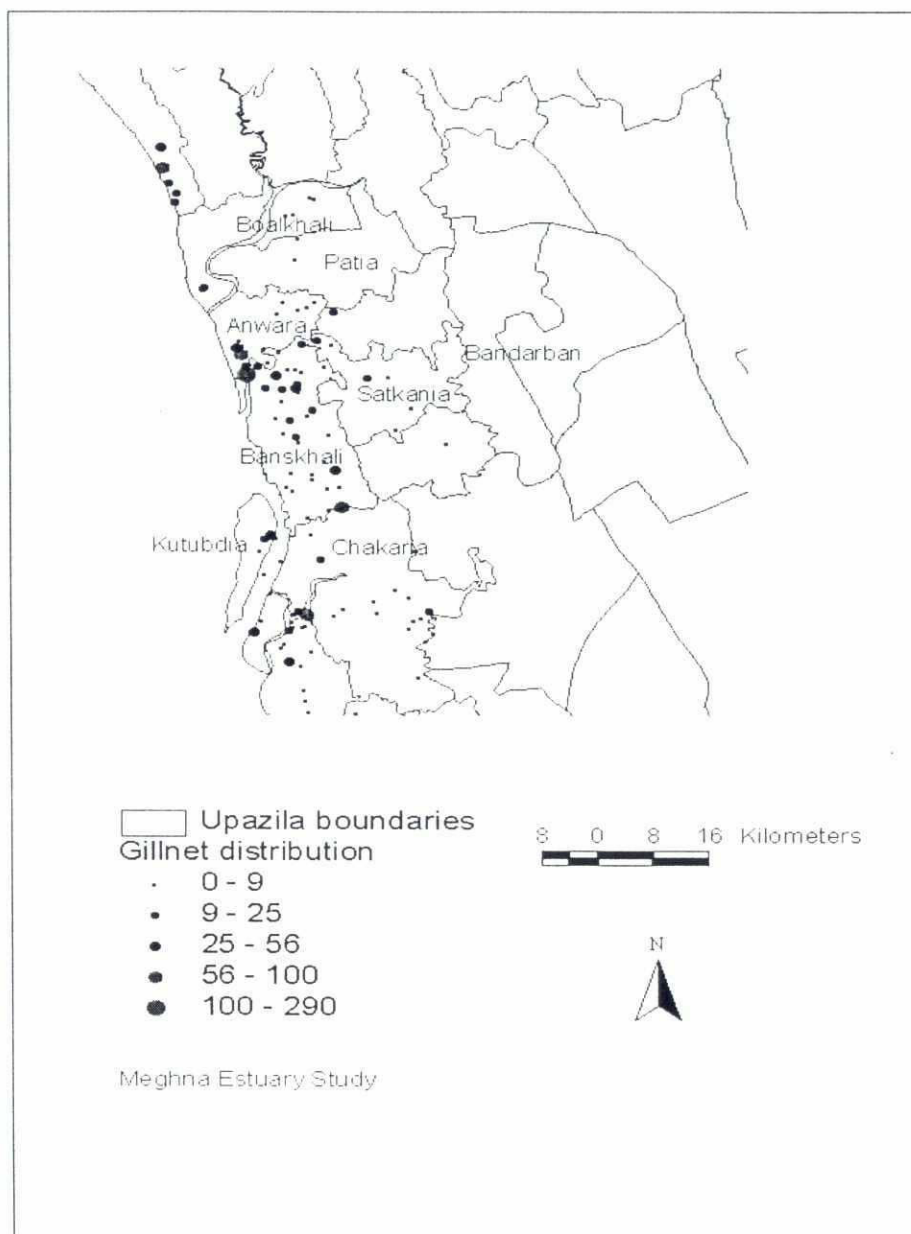 Boalkhali
Patia
Anwara
Bandarban
Satkania
Banskhali
Kutubdia
Chakaria
Upazila boundaries
Gillnet distribution
0 - 9
9 - 25
25 - 56
56 - 100
100 - 290
8 0 8 16 Kilometers
N
Meghna Estuary Study